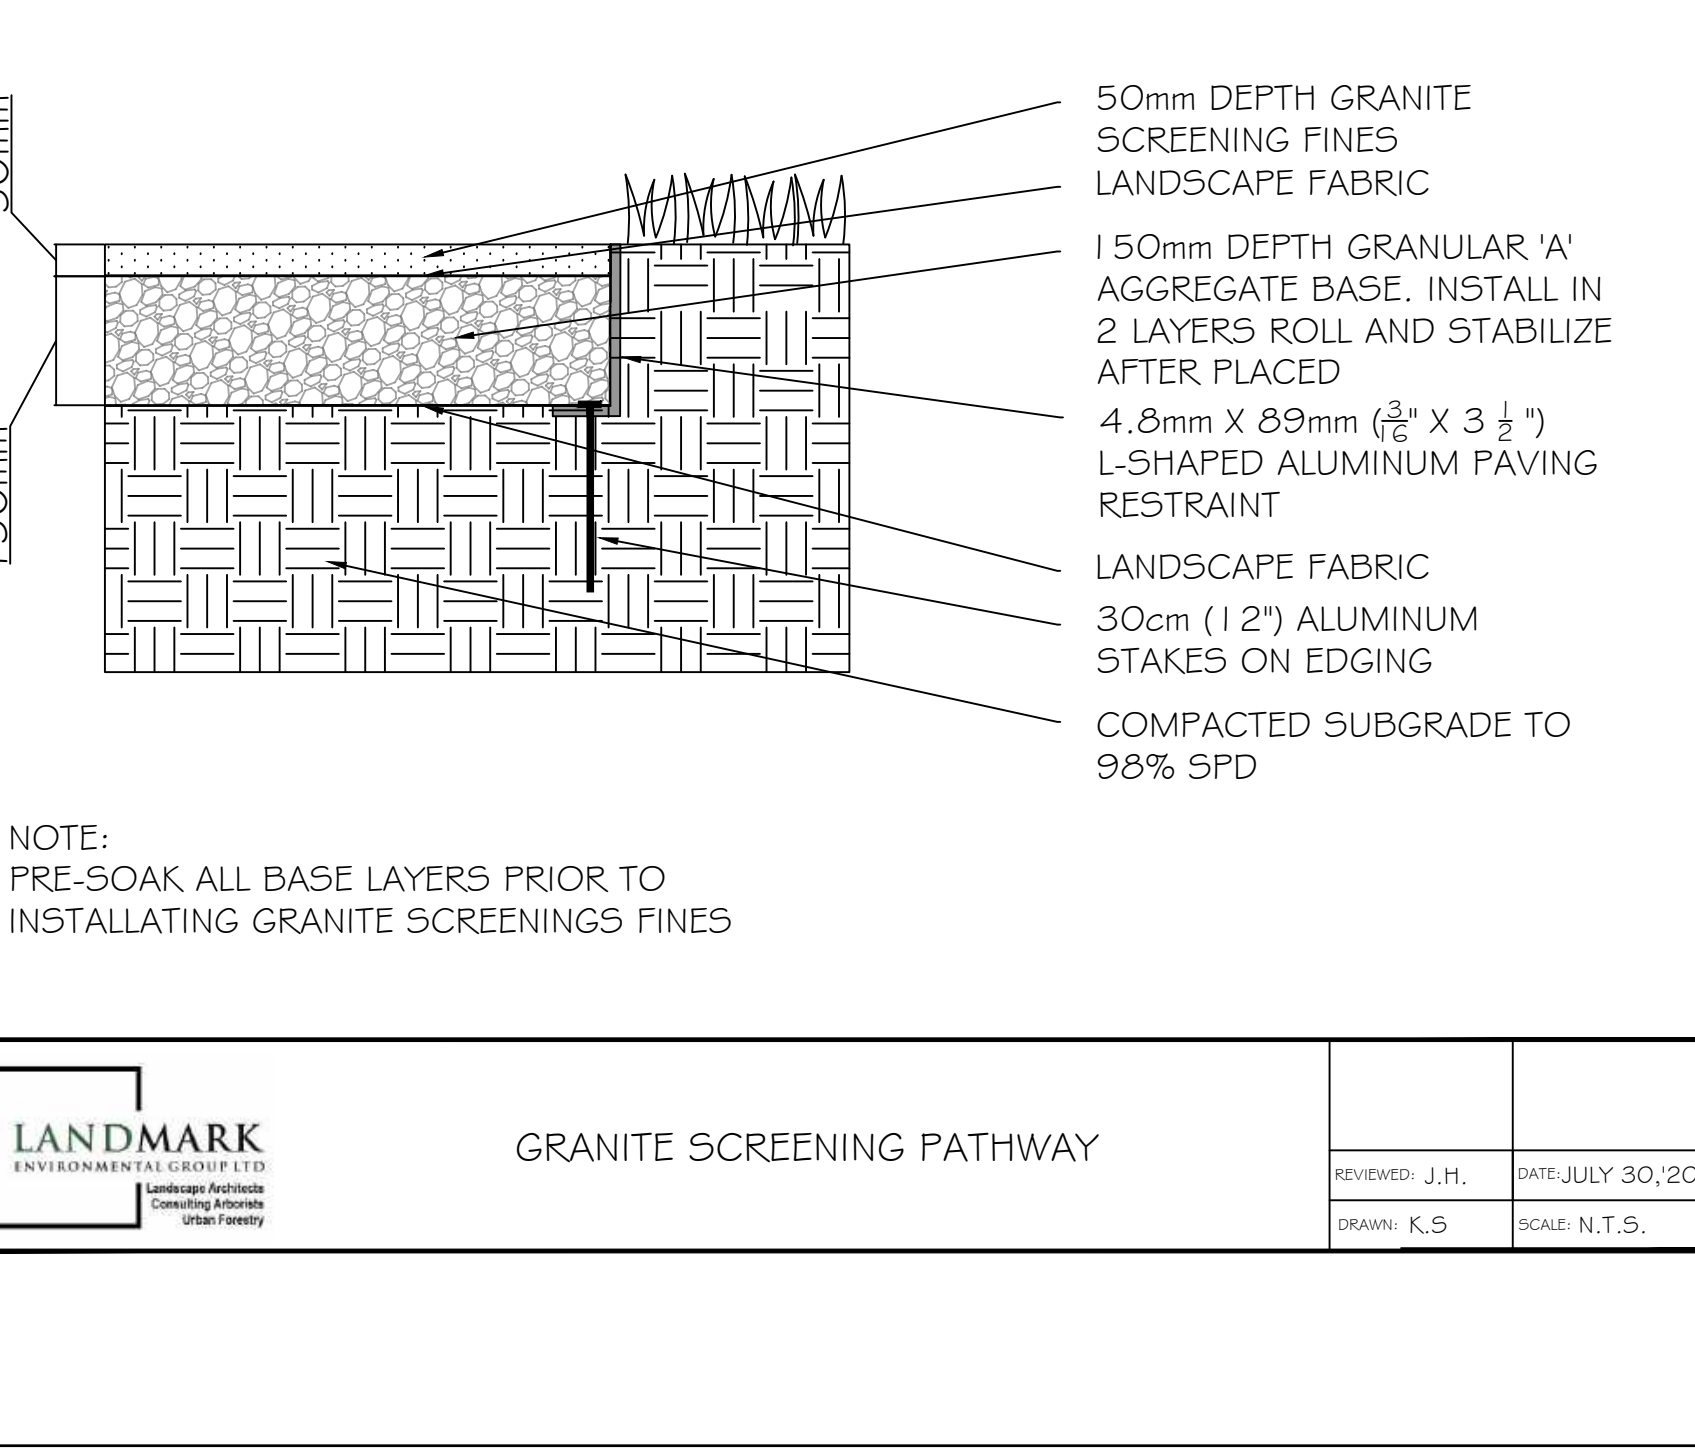 50mm DEPTH GRANITE
SCREENING FINES
LANDSCAPE FABRIC
150mm DEPTH GRANULAR 'A'
AGGREGATE BASE. INSTALL IN
2 LAYERS ROLL AND STABILIZE
AFTER PLACED
4.8mm X 89mm (3/16" X 3 1/2 ")
L-SHAPED ALUMINUM PAVING
RESTRAINT
LANDSCAPE FABRIC
30cm (12") ALUMINUM
STAKES ON EDGING
COMPACTED SUBGRADE TO
98% SPD
NOTE:
PRE-SOAK ALL BASE LAYERS PRIOR TO
INSTALLATING GRANITE SCREENINGS FINES
LANDMARK
ENVIRONMENTAL GROUP LTD
Landscape Architects
Consulting Arborists
Urban Forestry
GRANITE SCREENING PATHWAY
REVIEWED: J.H.
DATE: JULY 30,'20
DRAWN: K.S
SCALE: N.T.S.